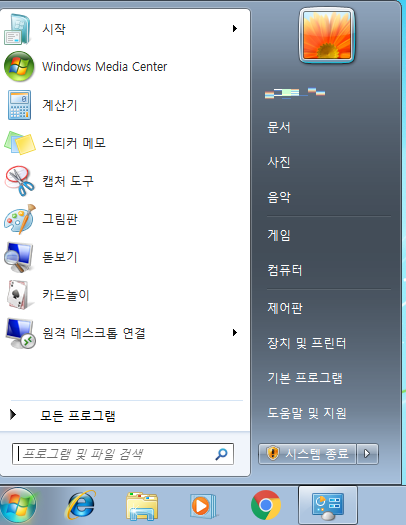 시작
Windows Media Center
계산기
스티커 메모
캡처 도구
그림판
돋보기
카드놀이
원격 데스크톱 연결
모든 프로그램
프로그램 및 파일 검색
문서
사진
음악
게임
컴퓨터
제어판
장치 및 프린터
기본 프로그램
도움말 및 지원
시스템 종료